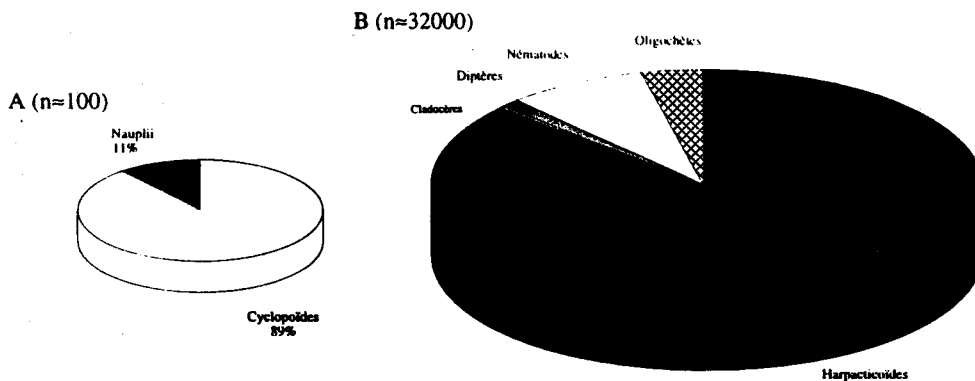 A (n≈100)
Nauplii
11%
Cyclopoïdes
89%
B (n≈32000)
Oligochètes
Nématodes
Diptères
Cladocères
Harpacticoïdes